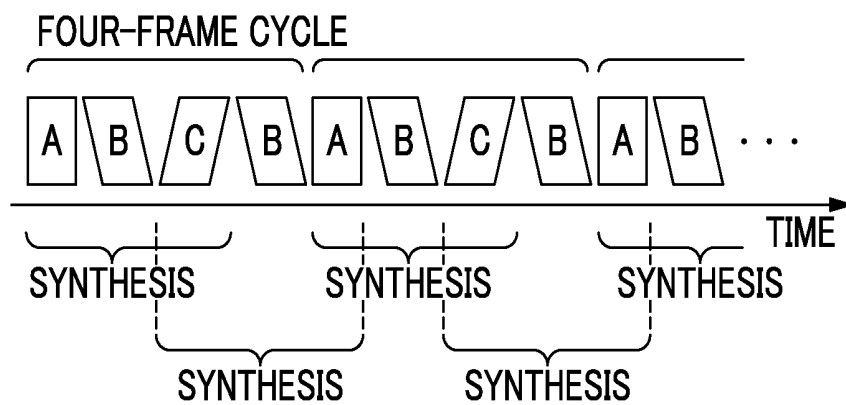 FOUR-FRAME CYCLE
A B C B A B C B A B ...
TIME
SYNTHESIS SYNTHESIS SYNTHESIS
SYNTHESIS SYNTHESIS